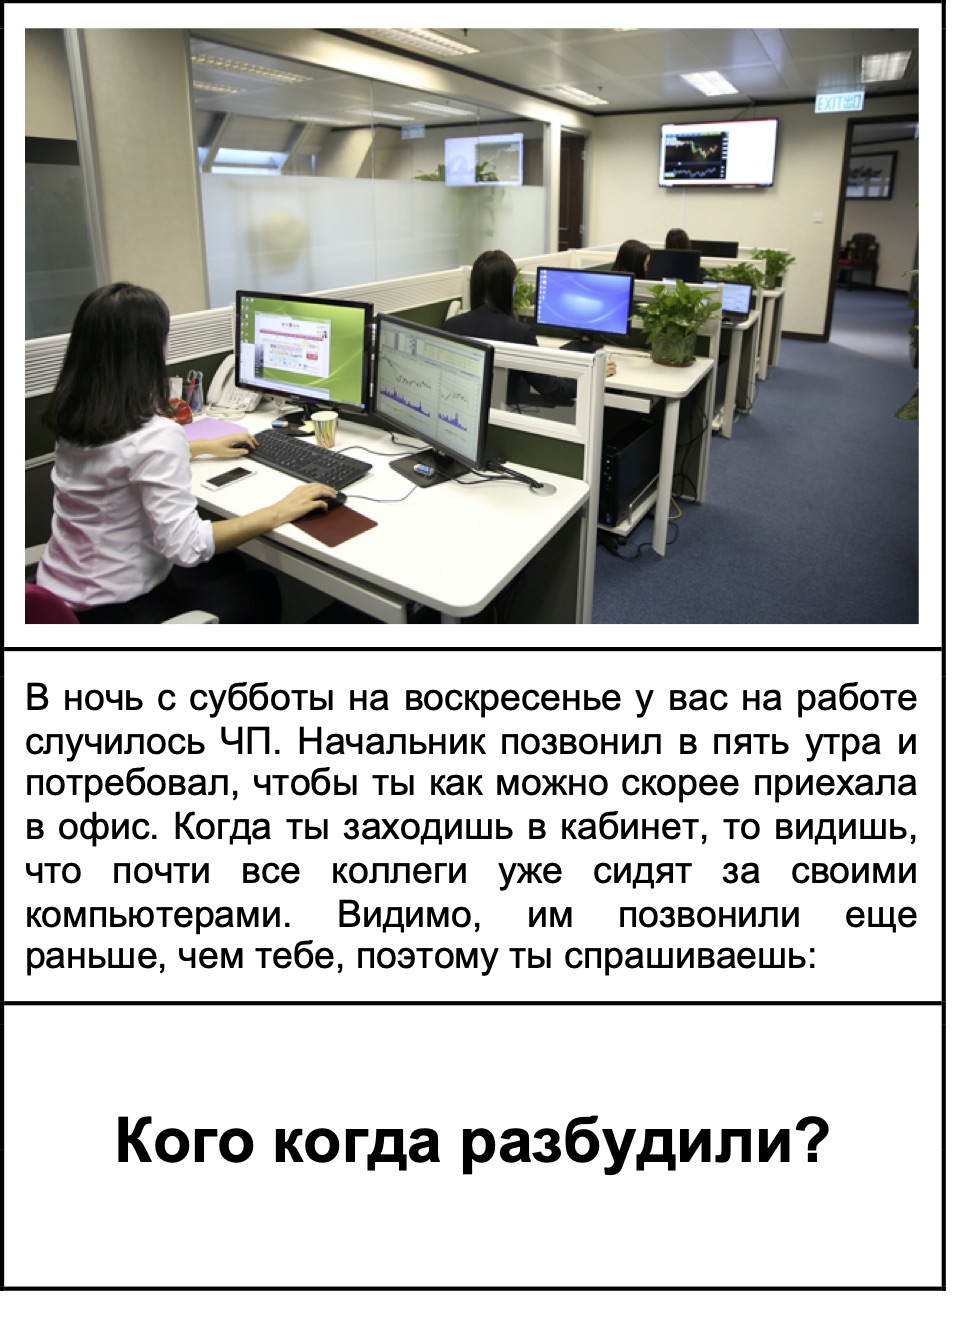 EXIT
В ночь с субботы на воскресенье у вас на работе
случилось ЧП. Начальник позвонил в пять утра и
потребовал, чтобы ты как можно скорее приехала
в офис. Когда ты заходишь в кабинет, то видишь,
что почти все коллеги уже сидят за своими
компьютерами. Видимо, им позвонили еще
раньше, чем тебе, поэтому ты спрашиваешь:
Кого когда разбудили?